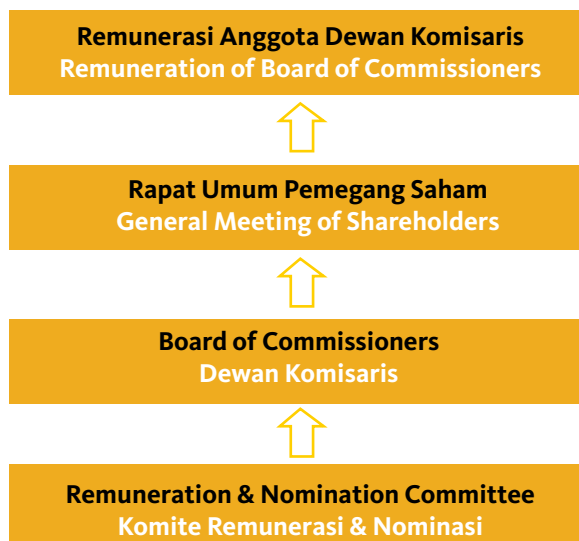 Remunerasi Anggota Dewan Komisaris
Remuneration of Board of Commissioners
Rapat Umum Pemegang Saham
General Meeting of Shareholders
Board of Commissioners
Dewan Komisaris
Remuneration & Nomination Committee
Komite Remunerasi & Nominasi